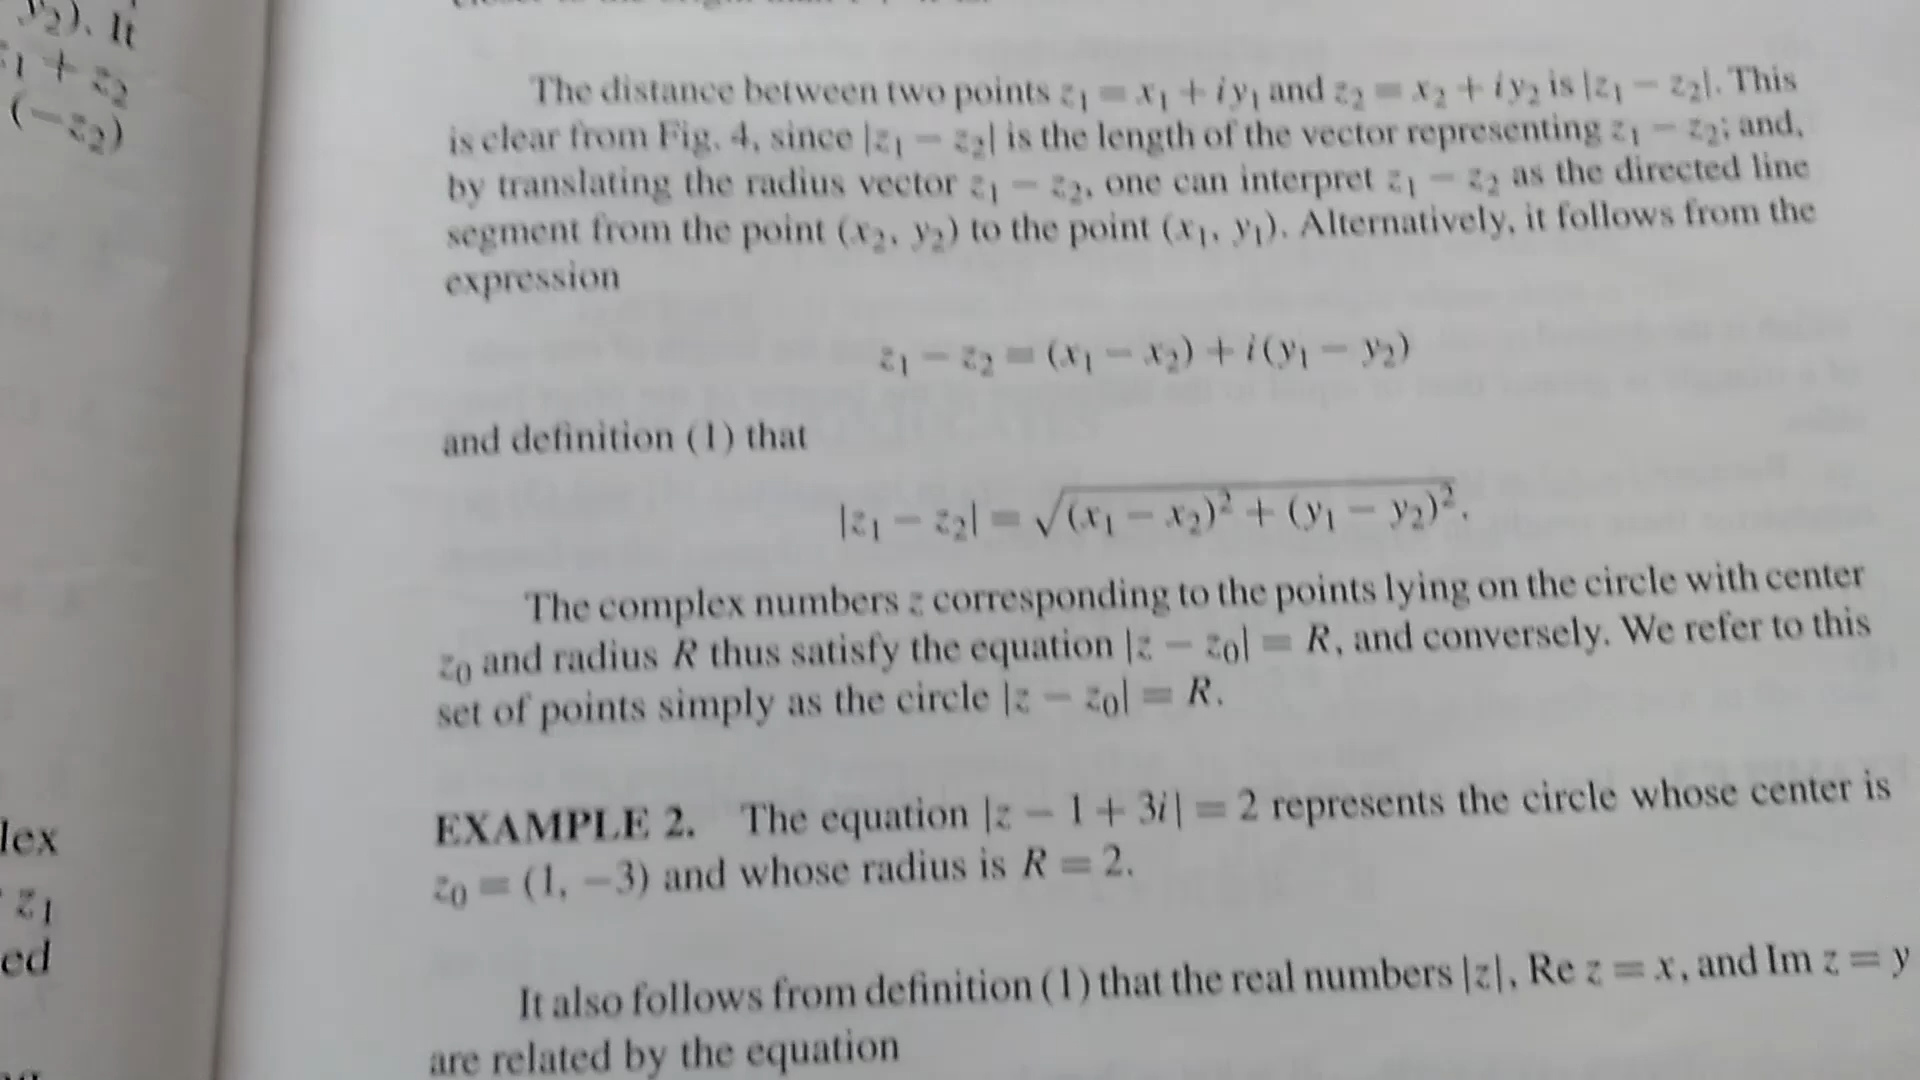 y₂). It
z₁ + z₂
(−z₂)
lex
z₁
ed
The distance between two points z₁ = x₁ + iy₁ and z₂ = x₂ + iy₂ is |z₁ − z₂|. This
is clear from Fig. 4, since |z₁ − z₂| is the length of the vector representing z₁ − z₂; and,
by translating the radius vector z₁ − z₂, one can interpret z₁ − z₂ as the directed line
segment from the point (x₂, y₂) to the point (x₁, y₁). Alternatively, it follows from the
expression
z₁ − z₂ = (x₁ − x₂) + i(y₁ − y₂)
and definition (1) that
|z₁ − z₂| = √(x₁ − x₂)² + (y₁ − y₂)².
The complex numbers z corresponding to the points lying on the circle with center
z₀ and radius R thus satisfy the equation |z − z₀| = R, and conversely. We refer to this
set of points simply as the circle |z − z₀| = R.
EXAMPLE 2. The equation |z − 1 + 3i| = 2 represents the circle whose center is
z₀ = (1, −3) and whose radius is R = 2.
It also follows from definition (1) that the real numbers |z|, Re z = x, and Im z = y
are related by the equation